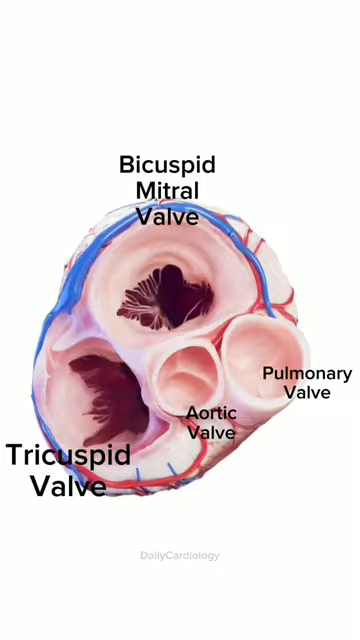 Bicuspid
Mitral
Valve
Pulmonary
Valve
Aortic
Valve
Tricuspid
Valve
DailyCardiology